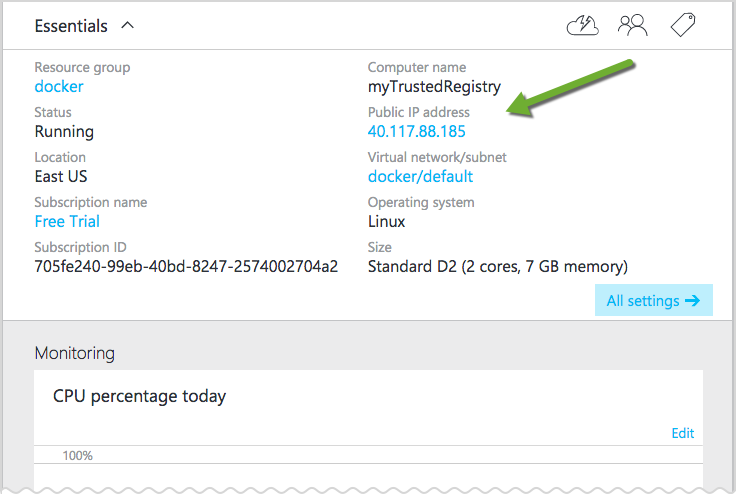 Essentials
Resource group
docker
Status
Running
Location
East US
Subscription name
Free Trial
Subscription ID
705fe240-99eb-40bd-8247-2574002704a2
Computer name
myTrustedRegistry
Public IP address
40.117.88.185
Virtual network/subnet
docker/default
Operating system
Linux
Size
Standard D2 (2 cores, 7 GB memory)
All settings
Monitoring
CPU percentage today
Edit
100%